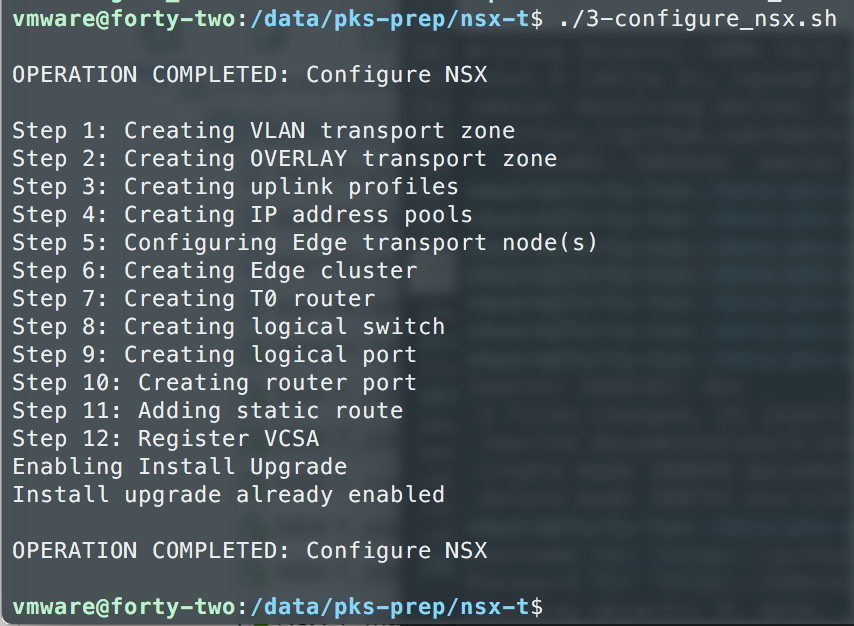 vmware@forty-two:/data/pks-prep/nsx-t$ ./3-configure_nsx.sh
OPERATION COMPLETED: Configure NSX
Step 1: Creating VLAN transport zone
Step 2: Creating OVERLAY transport zone
Step 3: Creating uplink profiles
Step 4: Creating IP address pools
Step 5: Configuring Edge transport node(s)
Step 6: Creating Edge cluster
Step 7: Creating T0 router
Step 8: Creating logical switch
Step 9: Creating logical port
Step 10: Creating router port
Step 11: Adding static route
Step 12: Register VCSA
Enabling Install Upgrade
Install upgrade already enabled
OPERATION COMPLETED: Configure NSX
vmware@forty-two:/data/pks-prep/nsx-t$